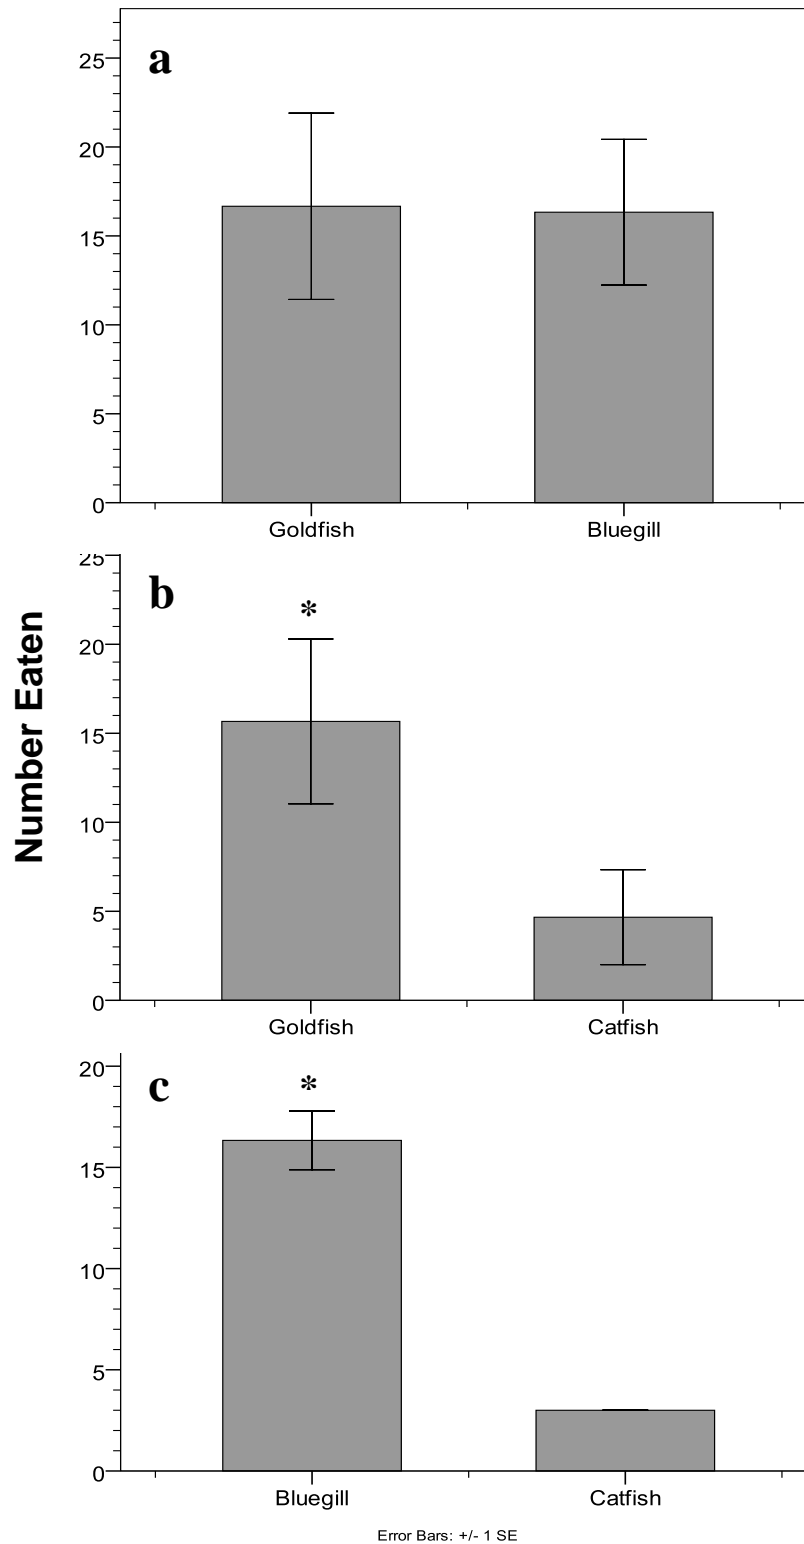 a
25
20
15
10
5
0
Goldfish Bluegill
Number Eaten
b
*
25
20
15
10
5
0
Goldfish Catfish
c
*
20
15
10
5
0
Bluegill Catfish
Error Bars: +/- 1 SE